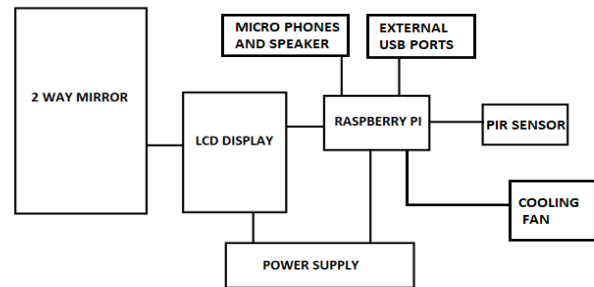 MICRO PHONES
AND SPEAKER
EXTERNAL
USB PORTS
2 WAY MIRROR
LCD DISPLAY
RASPBERRY PI
PIR SENSOR
COOLING
FAN
POWER SUPPLY